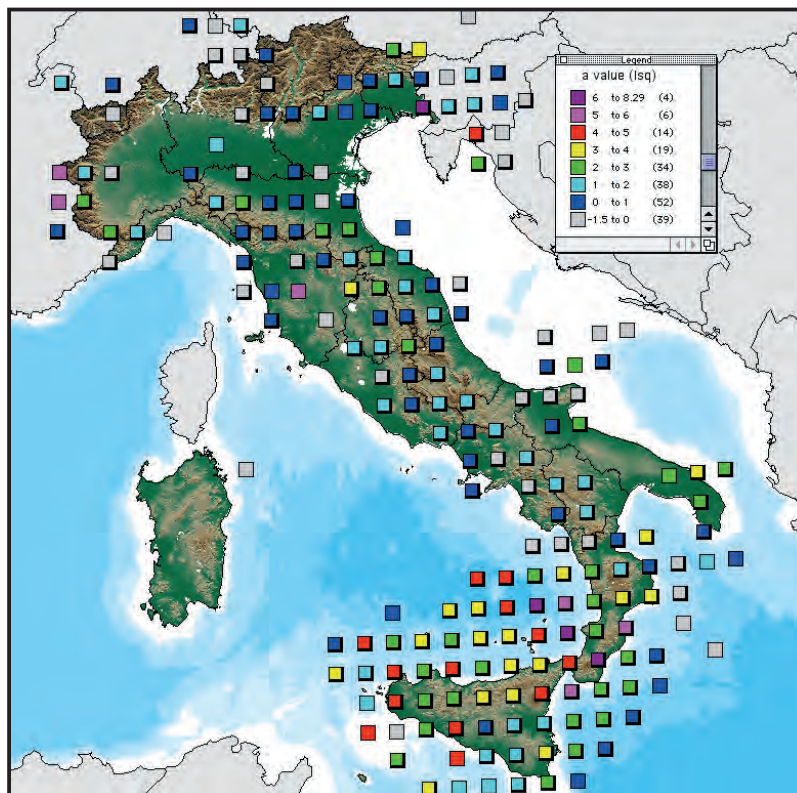 Legend
a value (lsq)
6 to 8.29 (4)
5 to 6 (6)
4 to 5 (14)
3 to 4 (19)
2 to 3 (34)
1 to 2 (38)
0 to 1 (52)
-1.5 to 0 (39)